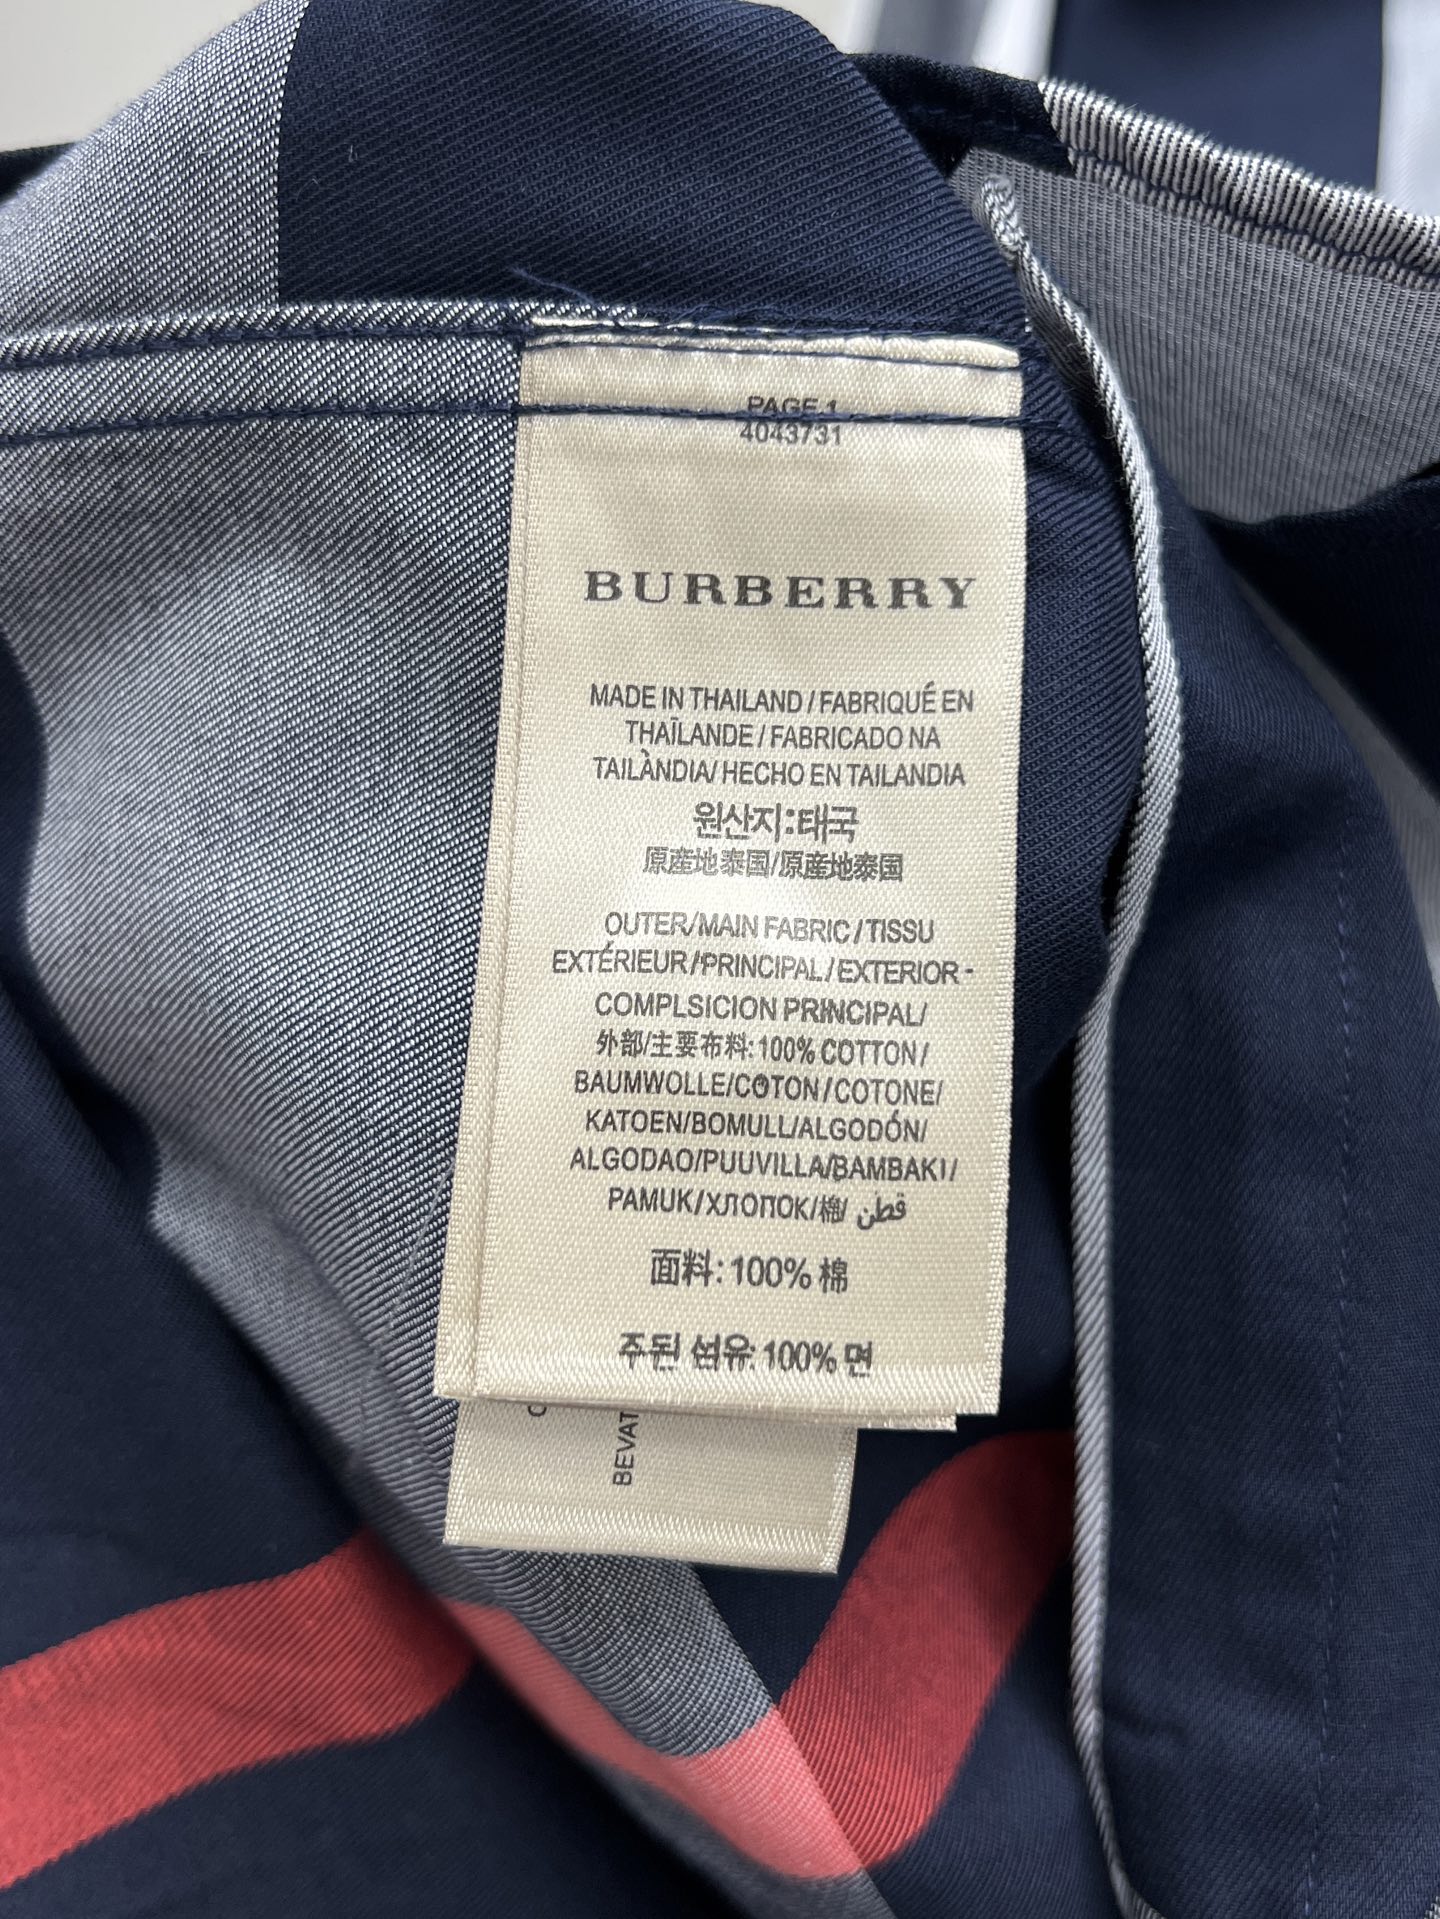 PAGE 1
4043731
BURBERRY
MADE IN THAILAND / FABRIQUÉ EN
THAÏLANDE / FABRICADO NA
TAILÀNDIA/ HECHO EN TAILANDIA
원산지:태국
原産地泰国/原産地泰国
OUTER/MAIN FABRIC/TISSU
EXTÉRIEUR/PRINCIPAL/EXTERIOR-
COMPLSICION PRINCIPAL/
外部/主要布料:100% COTTON/
BAUMWOLLE/COTON/COTONE/
KATOEN/BOMULL/ALGODÓN/
ALGODAO/PUUVILLA/BAMBAKI/
PAMUK/ХЛОПОК/棉/ قطن
面料: 100% 棉
주된 섬유: 100% 면
BEVAT